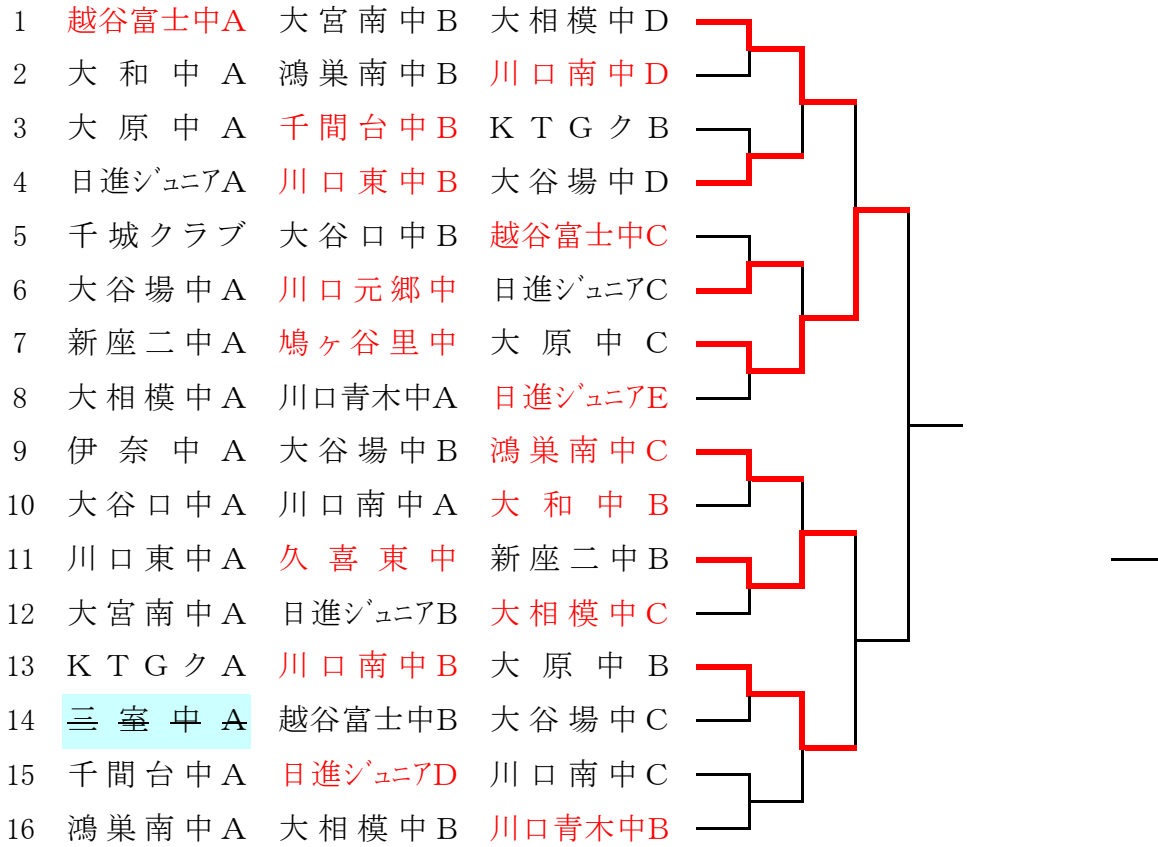 1 越谷富士中A 大宮南中B 大相模中D
2 大和中A 鴻巣南中B 川口南中D
3 大原中A 千間台中B KTGクB
4 日進ｼﾞｭﾆｱA 川口東中B 大谷場中D
5 千城クラブ 大谷口中B 越谷富士中C
6 大谷場中A 川口元郷中 日進ｼﾞｭﾆｱC
7 新座二中A 鳩ヶ谷里中 大原中C
8 大相模中A 川口青木中A 日進ｼﾞｭﾆｱE
9 伊奈中A 大谷場中B 鴻巣南中C
10 大谷口中A 川口南中A 大和中B
11 川口東中A 久喜東中 新座二中B
12 大宮南中A 日進ｼﾞｭﾆｱB 大相模中C
13 KTGクA 川口南中B 大原中B
14 三室中A 越谷富士中B 大谷場中C
15 千間台中A 日進ｼﾞｭﾆｱD 川口南中C
16 鴻巣南中A 大相模中B 川口青木中B